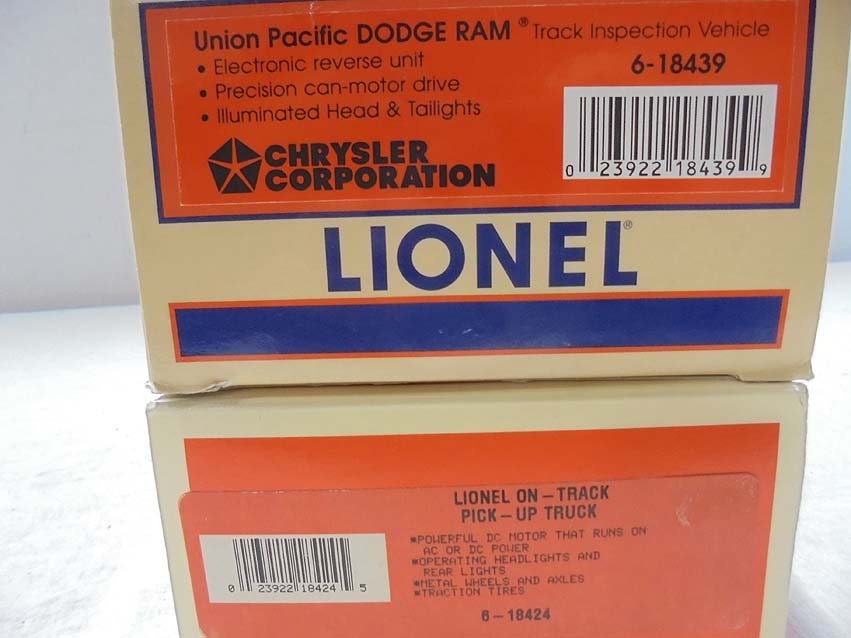 Union Pacific DODGE RAM ® Track Inspection Vehicle
• Electronic reverse unit
6-18439
• Precision can-motor drive
• Illuminated Head & Tailights
CHRYSLER
CORPORATION
0 23922 18439 9
LIONEL®
LIONEL ON-TRACK
PICK-UP TRUCK
*POWERFUL DC MOTOR THAT RUNS ON
AC OR DC POWER
*OPERATING HEADLIGHTS AND
REAR LIGHTS
*METAL WHEELS AND AXLES
*TRACTION TIRES
0 23922 18424 5
6-18424